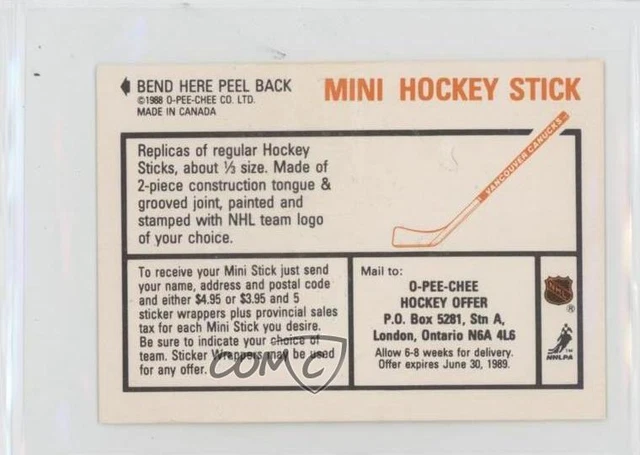 BEND HERE PEEL BACK
©1988 O-PEE-CHEE CO. LTD.
MADE IN CANADA
MINI HOCKEY STICK
Replicas of regular Hockey
Sticks, about ⅓ size. Made of
2-piece construction tongue &
grooved joint, painted and
stamped with NHL team logo
of your choice.
VANCOUVER CANUCKS
To receive your Mini Stick just send
your name, address and postal code
and either $4.95 or $3.95 and 5
sticker wrappers plus provincial sales
tax for each Mini Stick you desire.
Be sure to indicate your choice of
team. Sticker Wrappers may be used
for any offer.
Mail to:
O-PEE-CHEE
HOCKEY OFFER
P.O. Box 5281, Stn A,
London, Ontario N6A 4L6
Allow 6-8 weeks for delivery.
Offer expires June 30, 1989.
NHL
®
TM
NHLPA
COMC